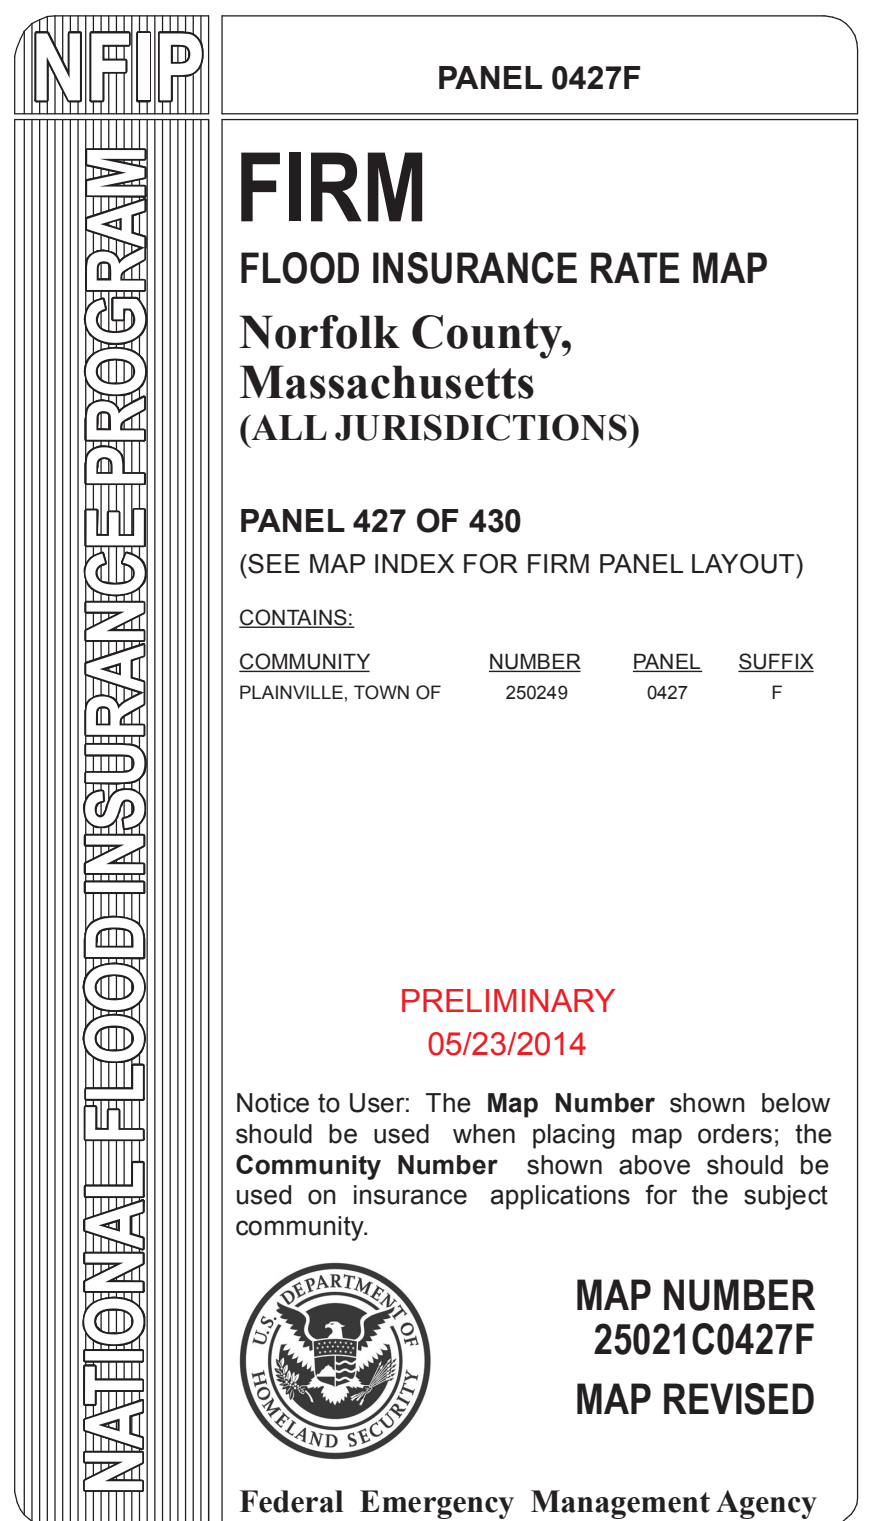 NFIP
PANEL 0427F
NATIONAL FLOOD INSURANCE PROGRAM
FIRM
FLOOD INSURANCE RATE MAP
Norfolk County,
Massachusetts
(ALL JURISDICTIONS)
PANEL 427 OF 430
(SEE MAP INDEX FOR FIRM PANEL LAYOUT)
CONTAINS:
COMMUNITY NUMBER PANEL SUFFIX
PLAINVILLE, TOWN OF 250249 0427 F
PRELIMINARY
05/23/2014
Notice to User: The Map Number shown below
should be used when placing map orders; the
Community Number shown above should be
used on insurance applications for the subject
community.
U.S. DEPARTMENT OF
HOMELAND SECURITY
MAP NUMBER
25021C0427F
MAP REVISED
Federal Emergency Management Agency